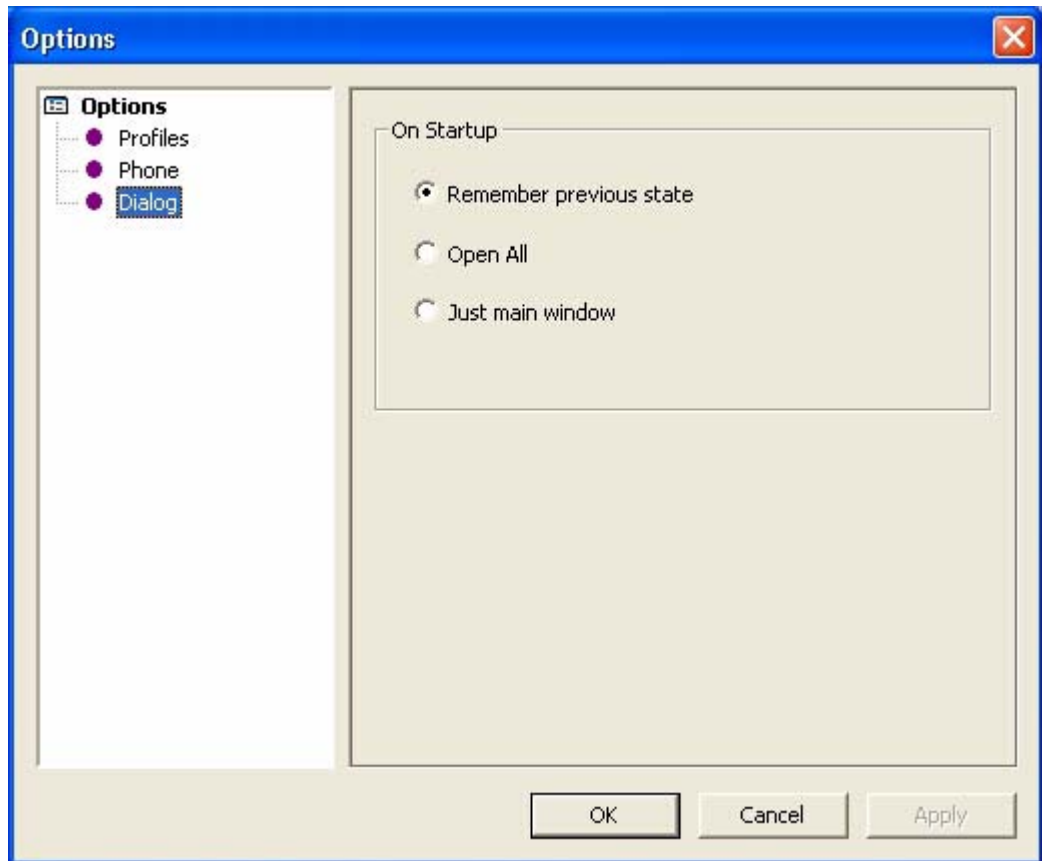 Options
Options
Profiles
Phone
Dialog
On Startup
Remember previous state
Open All
Just main window
OK
Cancel
Apply